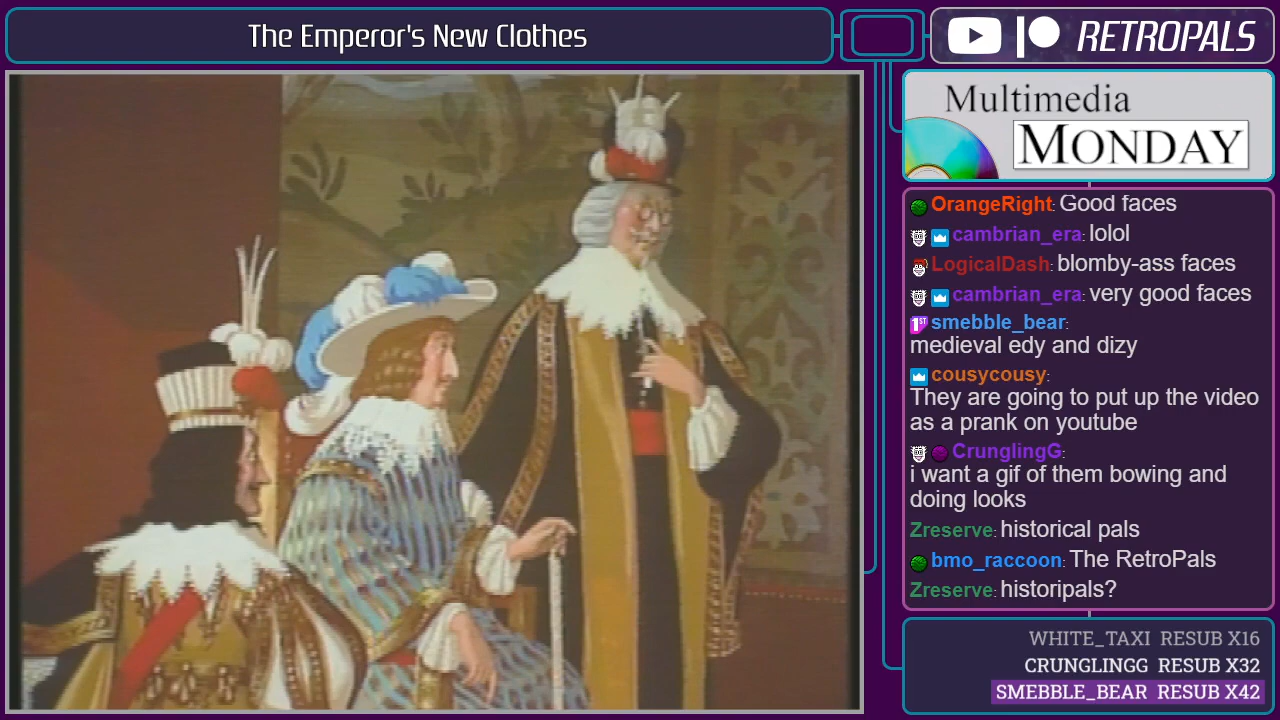 The Emperor's New Clothes
RETROPALS
Multimedia
MONDAY
OrangeRight: Good faces
cambrian_era: lolol
LogicalDash: blomby-ass faces
cambrian_era: very good faces
1ST smebble_bear:
medieval edy and dizy
cousycousy:
They are going to put up the video
as a prank on youtube
CrunglingG:
i want a gif of them bowing and
doing looks
Zreserve: historical pals
bmo_raccoon: The RetroPals
Zreserve: historipals?
WHITE_TAXI RESUB X16
CRUNGLINGG RESUB X32
SMEBBLE_BEAR RESUB X42